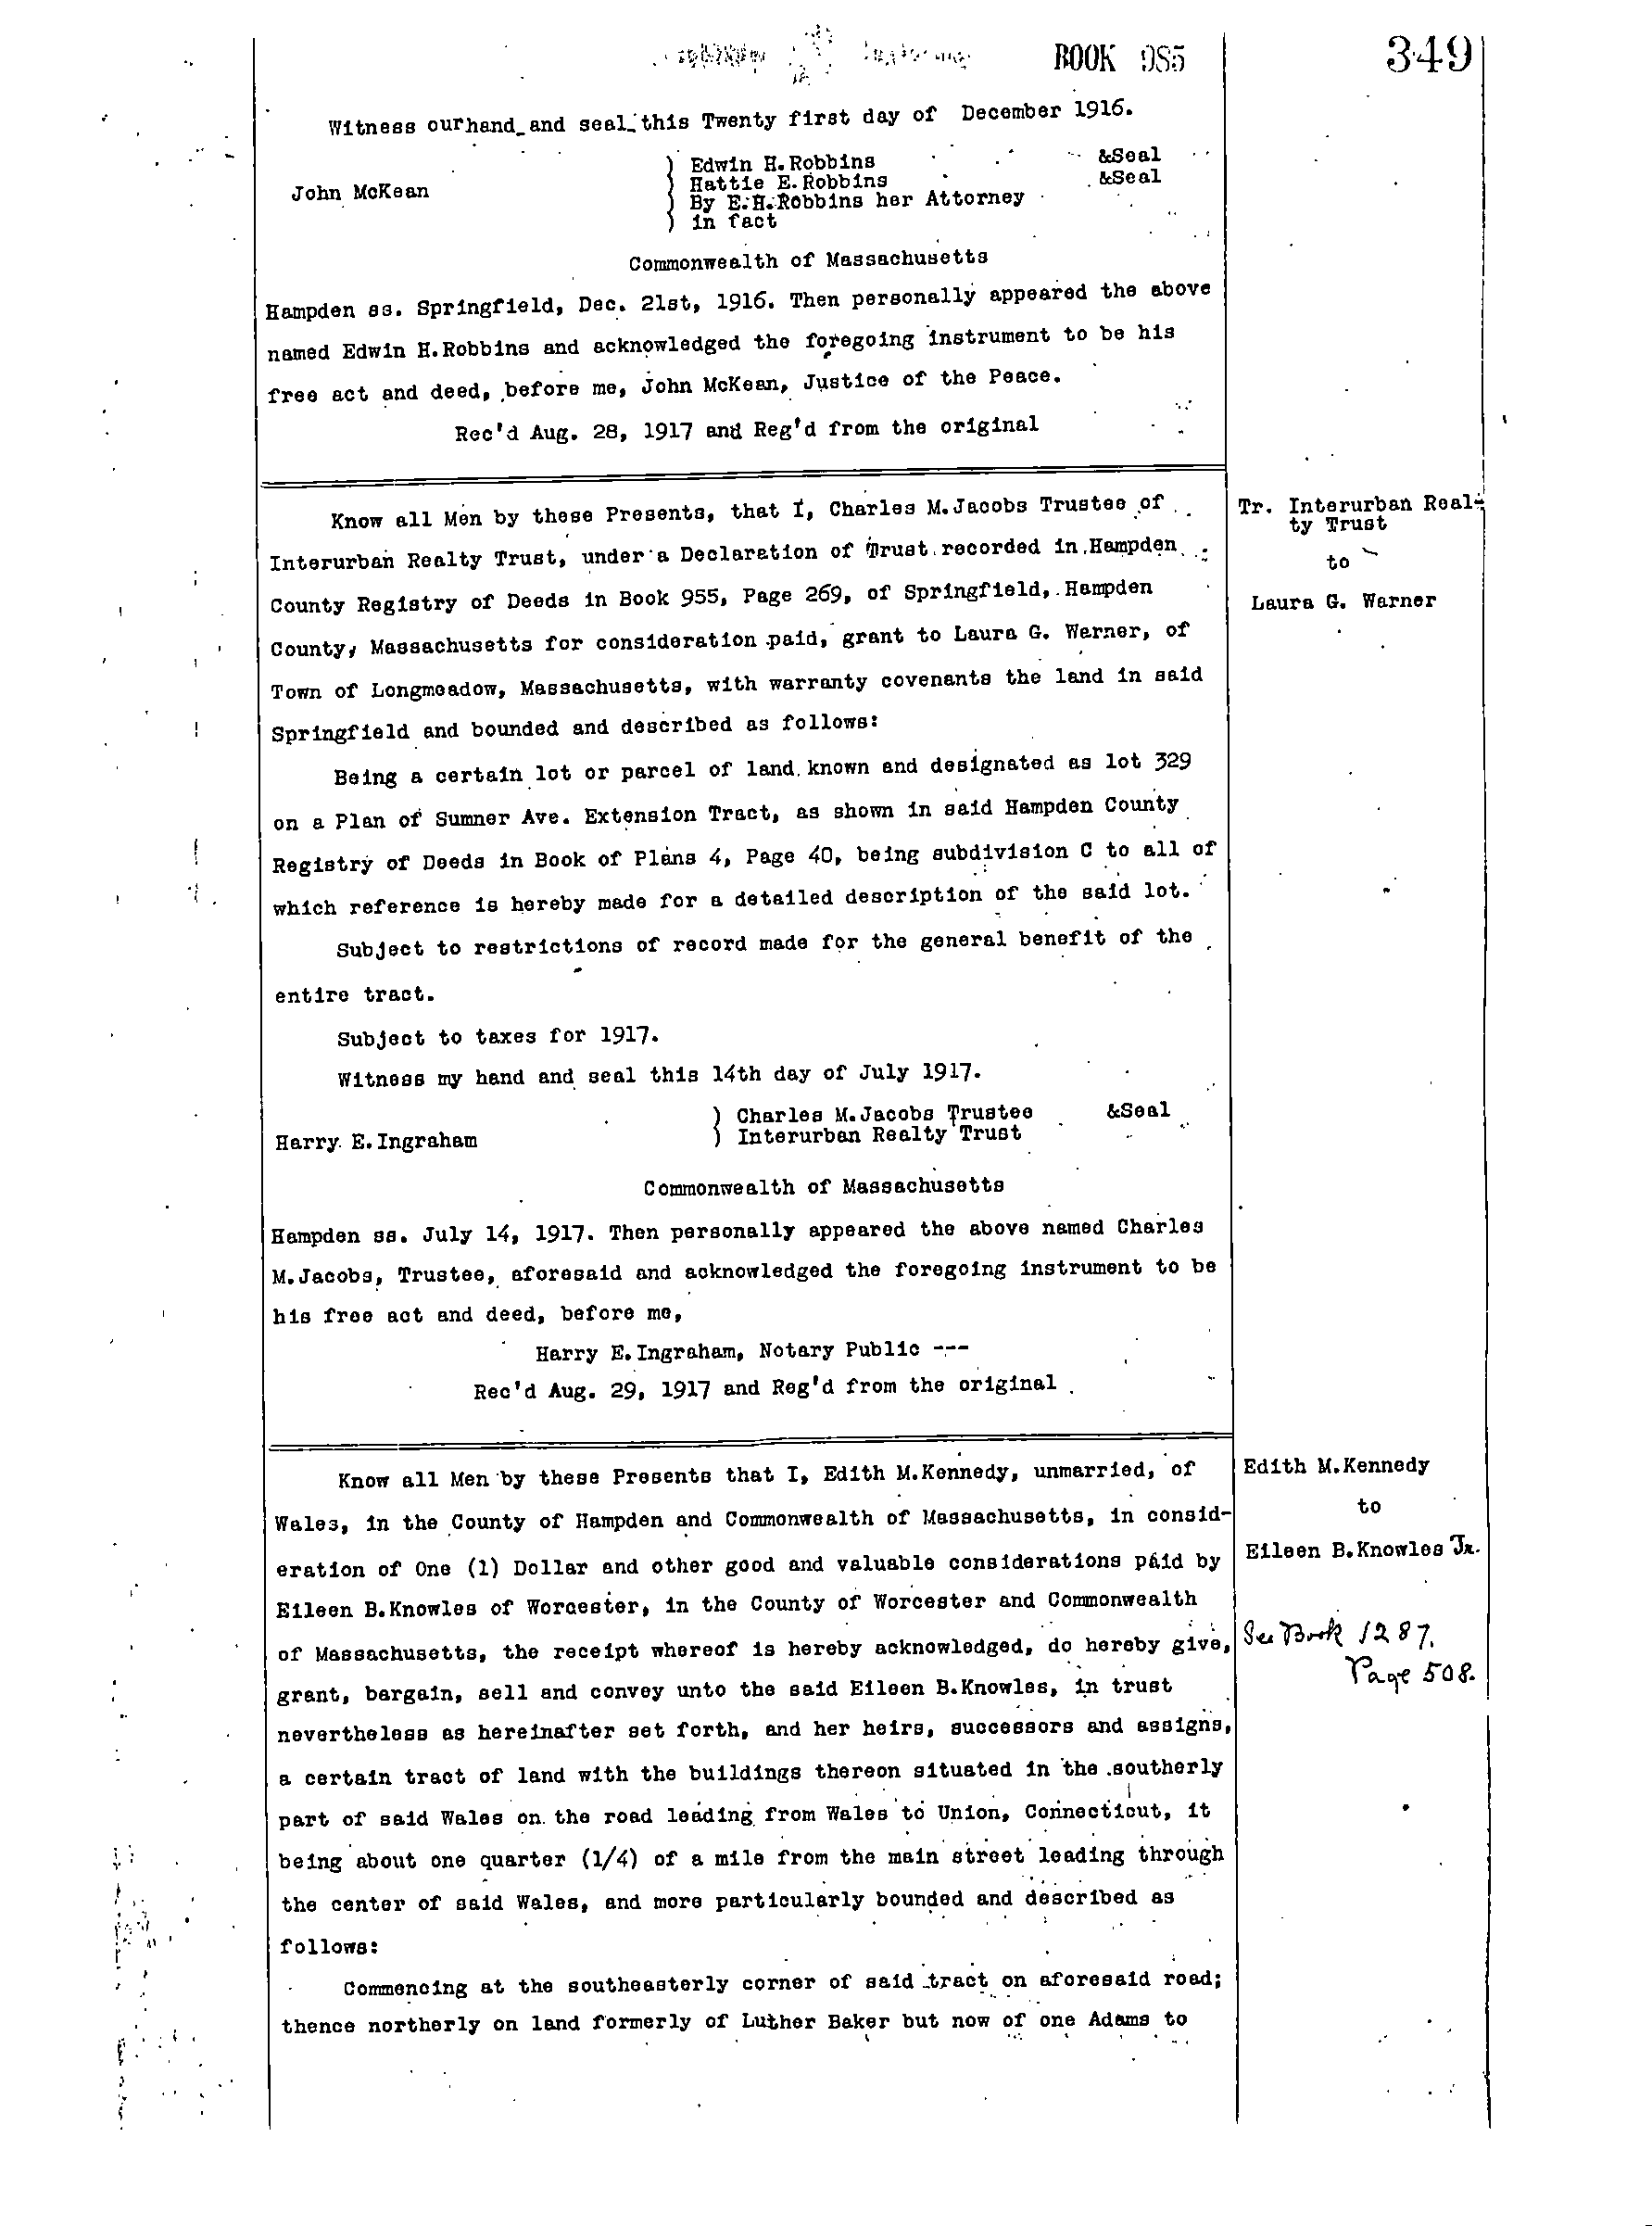 BOOK 985
349
Witness our hand_and seal_this Twenty first day of December 1916.
} Edwin H.Robbins &Seal
John McKean } Hattie E.Robbins &Seal
} By E.H.Robbins her Attorney
} in fact
Commonwealth of Massachusetts
Hampden ss. Springfield, Dec. 21st, 1916. Then personally appeared the above
named Edwin H.Robbins and acknowledged the foregoing instrument to be his
free act and deed, before me, John McKean, Justice of the Peace.
Rec'd Aug. 28, 1917 and Reg'd from the original
Know all Men by these Presents, that I, Charles M.Jacobs Trustee of
Interurban Realty Trust, under a Declaration of Trust recorded in Hampden
County Registry of Deeds in Book 955, Page 269, of Springfield, Hampden
County, Massachusetts for consideration paid, grant to Laura G. Warner, of
Town of Longmeadow, Massachusetts, with warranty covenants the land in said
Springfield and bounded and described as follows:
Being a certain lot or parcel of land known and designated as lot 329
on a Plan of Sumner Ave. Extension Tract, as shown in said Hampden County
Registry of Deeds in Book of Plans 4, Page 40, being subdivision C to all of
which reference is hereby made for a detailed description of the said lot.
Subject to restrictions of record made for the general benefit of the
entire tract.
Subject to taxes for 1917.
Witness my hand and seal this 14th day of July 1917.
} Charles M.Jacobs Trustee &Seal
Harry E.Ingraham } Interurban Realty Trust
Commonwealth of Massachusetts
Hampden ss. July 14, 1917. Then personally appeared the above named Charles
M.Jacobs, Trustee, aforesaid and acknowledged the foregoing instrument to be
his free act and deed, before me,
Harry E.Ingraham, Notary Public ---
Rec'd Aug. 29, 1917 and Reg'd from the original
Tr. Interurban Real-
ty Trust
to
Laura G. Warner
Know all Men by these Presents that I, Edith M.Kennedy, unmarried, of
Wales, in the County of Hampden and Commonwealth of Massachusetts, in consid-
eration of One (1) Dollar and other good and valuable considerations paid by
Eileen B.Knowles of Worcester, in the County of Worcester and Commonwealth
of Massachusetts, the receipt whereof is hereby acknowledged, do hereby give,
grant, bargain, sell and convey unto the said Eileen B.Knowles, in trust
nevertheless as hereinafter set forth, and her heirs, successors and assigns,
a certain tract of land with the buildings thereon situated in the southerly
part of said Wales on the road leading from Wales to Union, Connecticut, it
being about one quarter (1/4) of a mile from the main street leading through
the center of said Wales, and more particularly bounded and described as
follows:
Commencing at the southeasterly corner of said tract on aforesaid road;
thence northerly on land formerly of Luther Baker but now of one Adams to
Edith M.Kennedy
to
Eileen B.Knowles Tr.
See Book 1287.
Page 508.